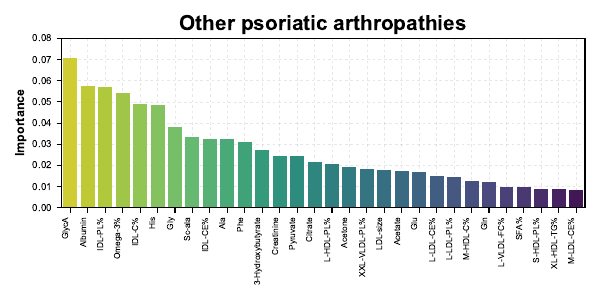 Other psoriatic arthropathies
Importance
0.08
0.07
0.06
0.05
0.04
0.03
0.02
0.01
0.00
GlycA
Albumin
IDL-PL%
Omega-3%
IDL-C%
His
Gly
Sc-ala
IDL-CE%
Ala
Phe
3-Hydroxybutyrate
Creatinine
Pyruvate
Citrate
L-HDL-PL%
Acetone
XXL-VLDL-PL%
LDL-size
Acetate
Glu
L-LDL-CE%
L-LDL-PL%
M-HDL-C%
Gln
L-VLDL-FC%
SFA%
S-HDL-PL%
XL-HDL-TG%
M-LDL-CE%